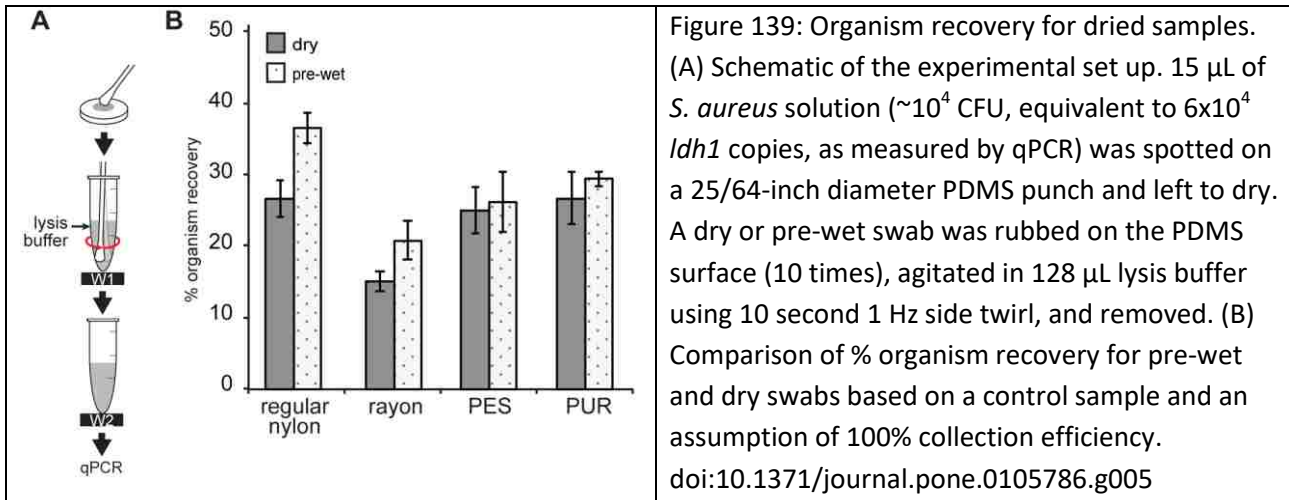 A
lysis
buffer
W1
W2
qPCR
B
50
40
30
20
10
0
% organism recovery
dry
pre-wet
regular
nylon
rayon
PES
PUR
Figure 139: Organism recovery for dried samples.
(A) Schematic of the experimental set up. 15 µL of
S. aureus solution (~10⁴ CFU, equivalent to 6x10⁴
ldh1 copies, as measured by qPCR) was spotted on
a 25/64-inch diameter PDMS punch and left to dry.
A dry or pre-wet swab was rubbed on the PDMS
surface (10 times), agitated in 128 µL lysis buffer
using 10 second 1 Hz side twirl, and removed. (B)
Comparison of % organism recovery for pre-wet
and dry swabs based on a control sample and an
assumption of 100% collection efficiency.
doi:10.1371/journal.pone.0105786.g005